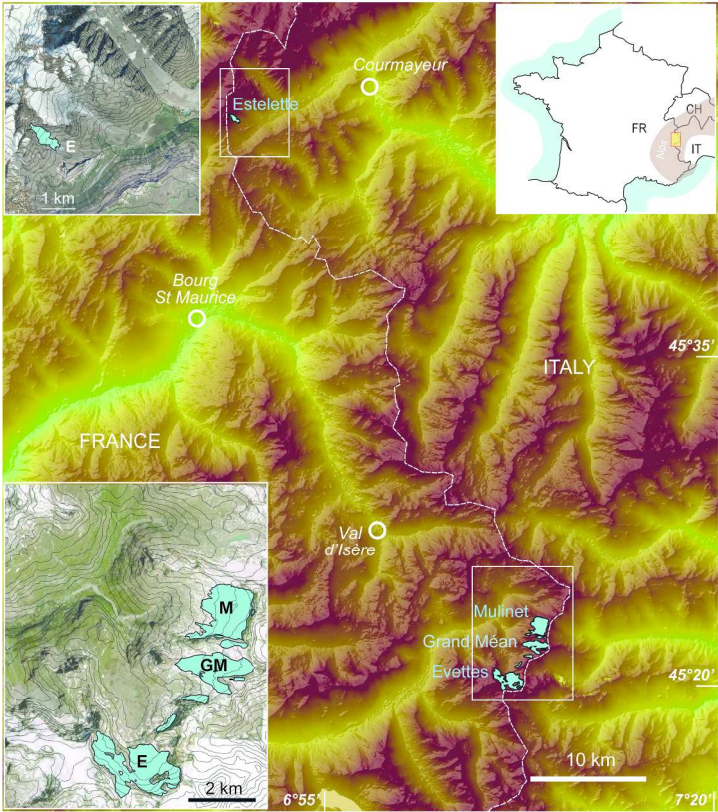 E
1 km
Estelette
Courmayeur
FR
CH
Alps
IT
Bourg
St Maurice
45°35'
ITALY
FRANCE
Val
d'Isère
Mulinet
Grand Méan
Evettes
M
GM
E
2 km
45°20'
10 km
6°55'
7°20'